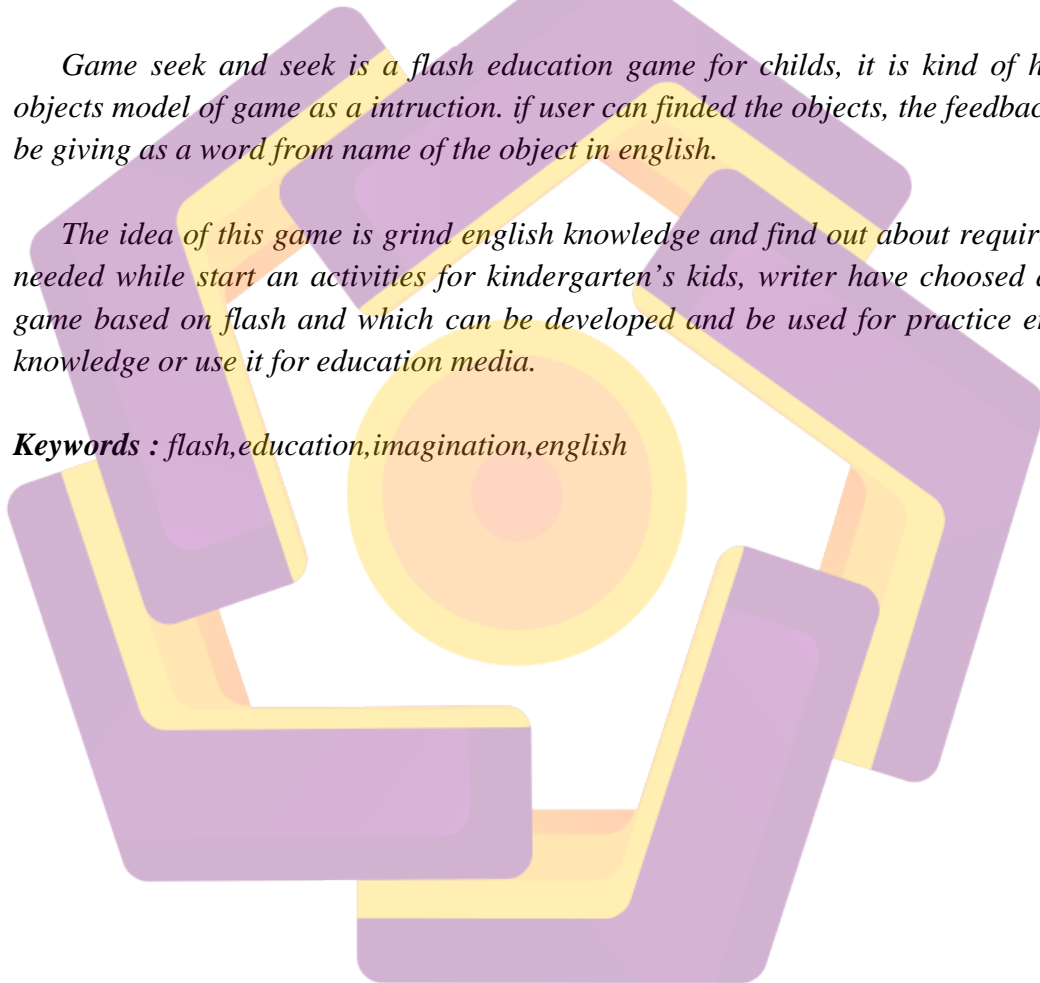 Game seek and seek is a flash education game for childs, it is kind of
objects model of game as a intruction. if user can finded the objects, the
be giving as a word from name of the object in english.
The idea of this game is grind english knowledge and find out about
needed while start an activities for kindergarten's kids, writer have choosed
game based on flash and which can be developed and be used for practice
knowledge or use it for education media.
Keywords : flash,education,imagination,english